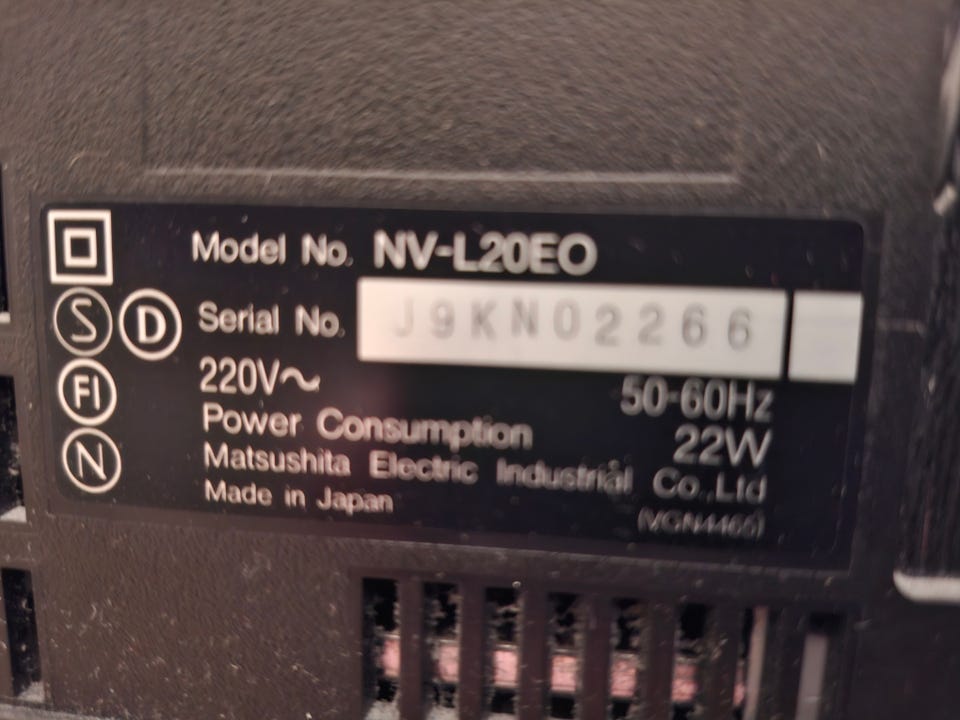 Model No. NV-L20EO
S D Serial No. J9KN02266
FI 220V~ 50-60Hz
Power Consumption 22W
N Matsushita Electric Industrial Co.,Ltd
Made in Japan
(VGN4465)